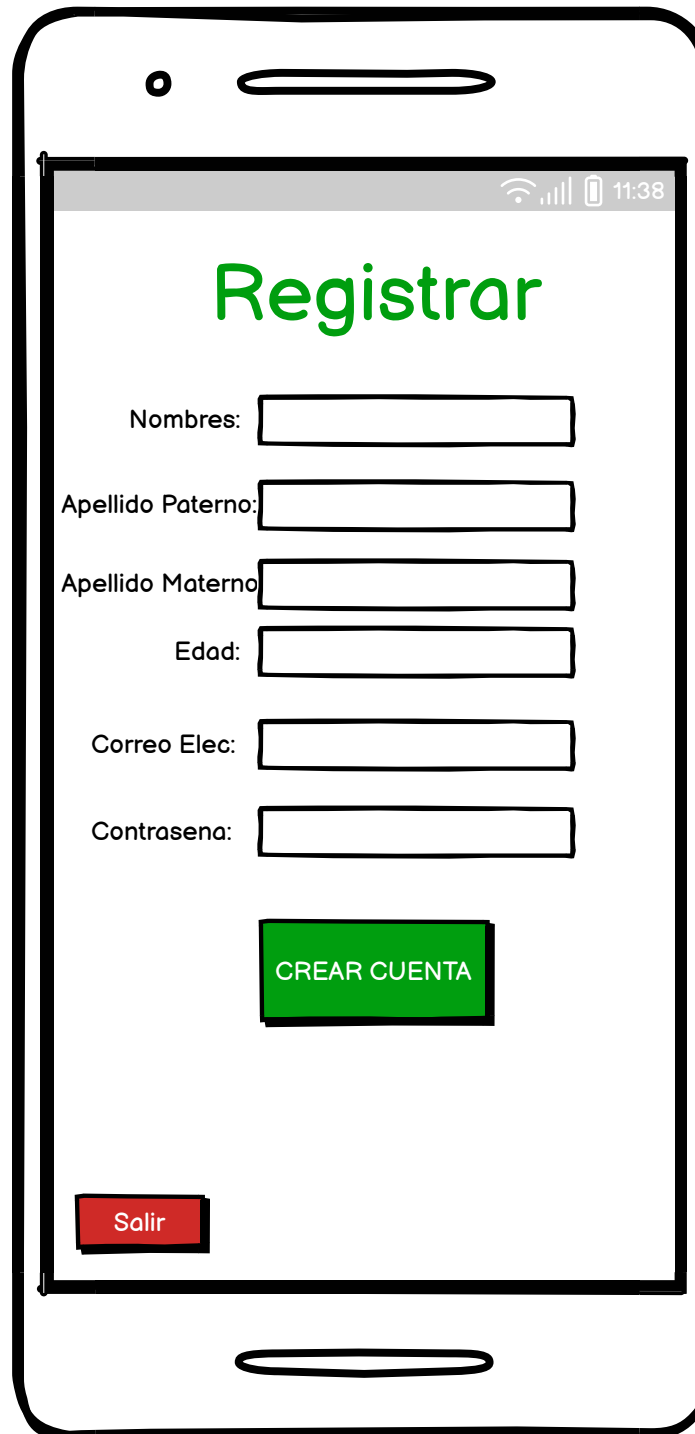 11:38
Registrar
Nombres:
Apellido Paterno:
Apellido Materno
Edad:
Correo Elec:
Contrasena:
CREAR CUENTA
Salir